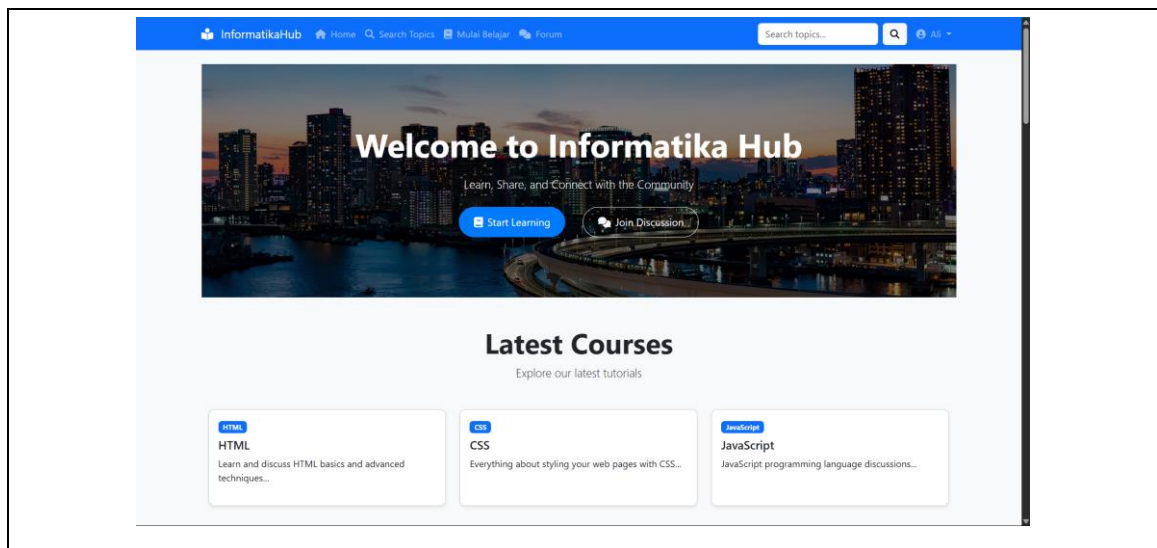 InformatikaHub Home Search Topics Mulai Belajar Forum Search topics... Ali
Welcome to Informatika Hub
Learn, Share, and Connect with the Community
Start Learning Join Discussion
Latest Courses
Explore our latest tutorials
HTML
HTML
Learn and discuss HTML basics and advanced
techniques...
CSS
CSS
Everything about styling your web pages with CSS...
JavaScript
JavaScript
JavaScript programming language discussions...